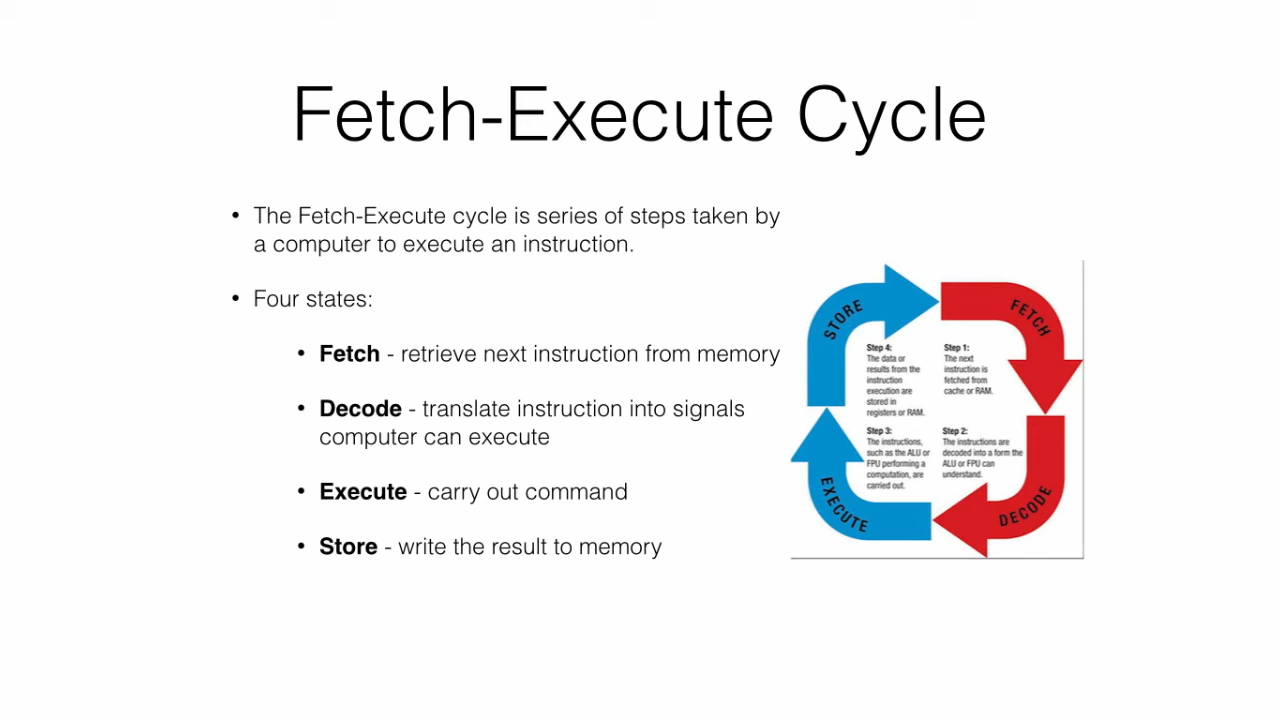 Fetch-Execute Cycle
• The Fetch-Execute cycle is series of steps taken by
a computer to execute an instruction.
• Four states:
• Fetch - retrieve next instruction from memory
• Decode - translate instruction into signals
computer can execute
• Execute - carry out command
• Store - write the result to memory
STORE
FETCH
Step 4:
The data or
results from the
instruction
execution are
stored in
registers or RAM.
Step 1:
The next
instruction is
fetched from
cache or RAM.
Step 3:
The instructions,
such as the ALU or
FPU performing a
computation, are
carried out.
Step 2:
The instructions are
decoded into a form the
ALU or FPU can
understand.
EXECUTE
DECODE